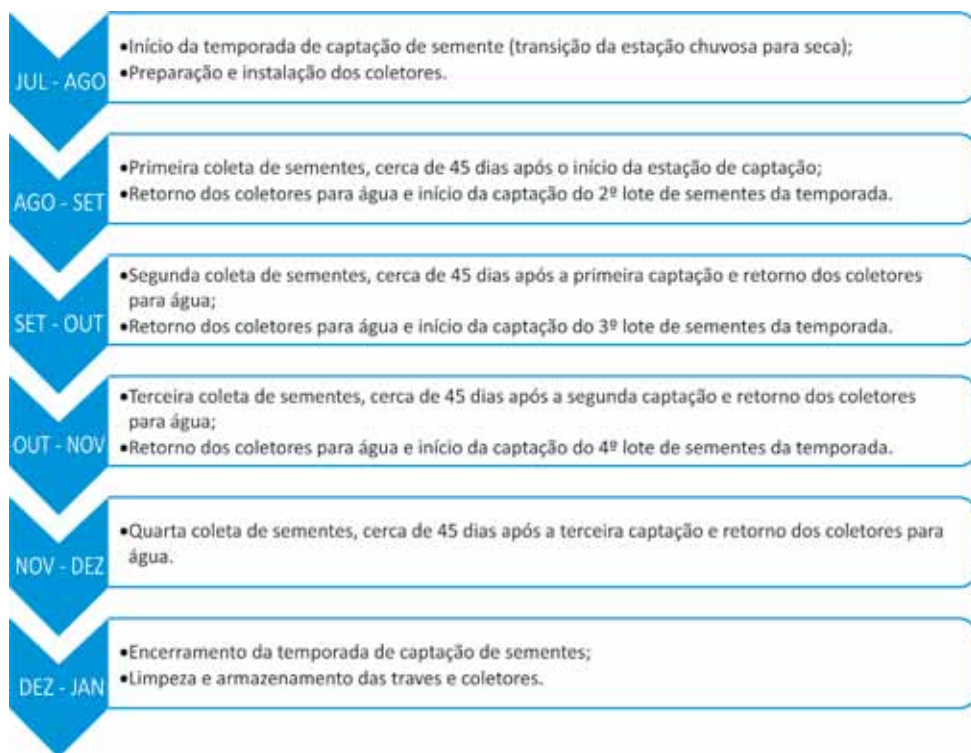 JUL - AGO
•Início da temporada de captação de semente (transição da estação chuvosa para seca);
•Preparação e instalação dos coletores.
AGO - SET
•Primeira coleta de sementes, cerca de 45 dias após o início da estação de captação;
•Retorno dos coletores para água e início da captação do 2º lote de sementes da temporada.
SET - OUT
•Segunda coleta de sementes, cerca de 45 dias após a primeira captação e retorno dos coletores
para água;
•Retorno dos coletores para água e início da captação do 3º lote de sementes da temporada.
OUT - NOV
•Terceira coleta de sementes, cerca de 45 dias após a segunda captação e retorno dos coletores
para água;
•Retorno dos coletores para água e início da captação do 4º lote de sementes da temporada.
NOV - DEZ
•Quarta coleta de sementes, cerca de 45 dias após a terceira captação e retorno dos coletores para
água.
DEZ - JAN
•Encerramento da temporada de captação de sementes;
•Limpeza e armazenamento das traves e coletores.